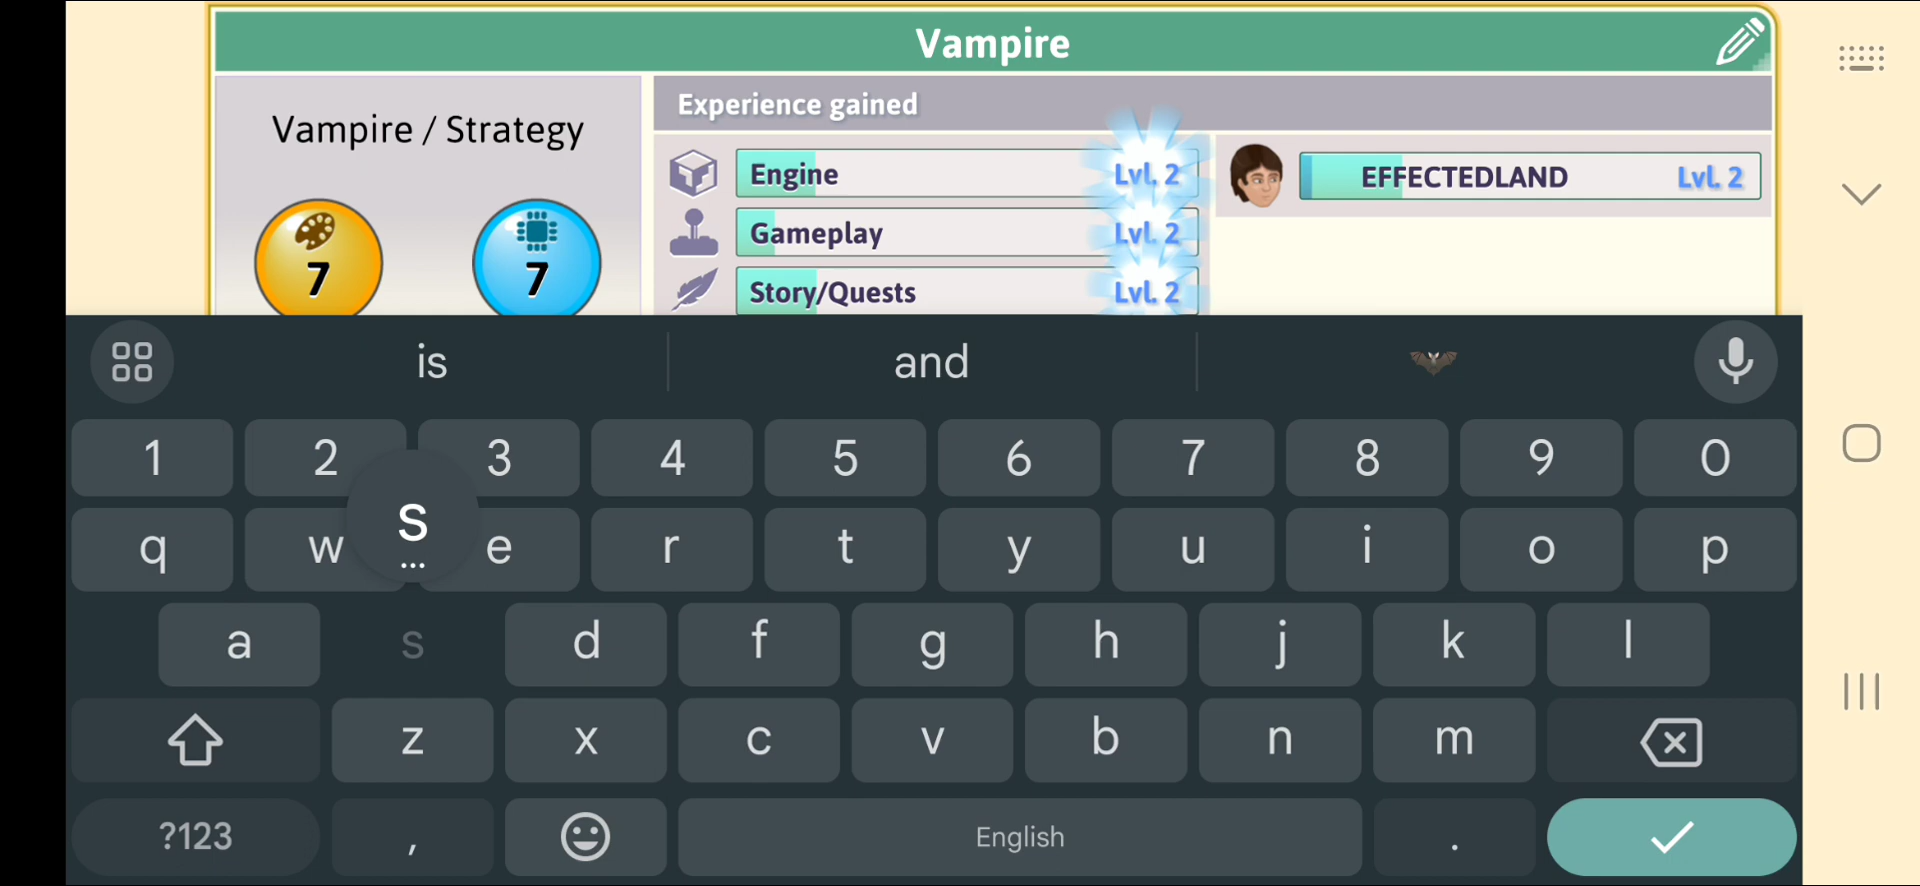 Vampire
Vampire / Strategy
7
7
Experience gained
Engine Lvl. 2
Gameplay Lvl. 2
Story/Quests Lvl. 2
EFFECTEDLAND Lvl. 2
is and
1 2 3 4 5 6 7 8 9 0
s
q w e r t y u i o p
a s d f g h j k l
z x c v b n m
?123 , English .